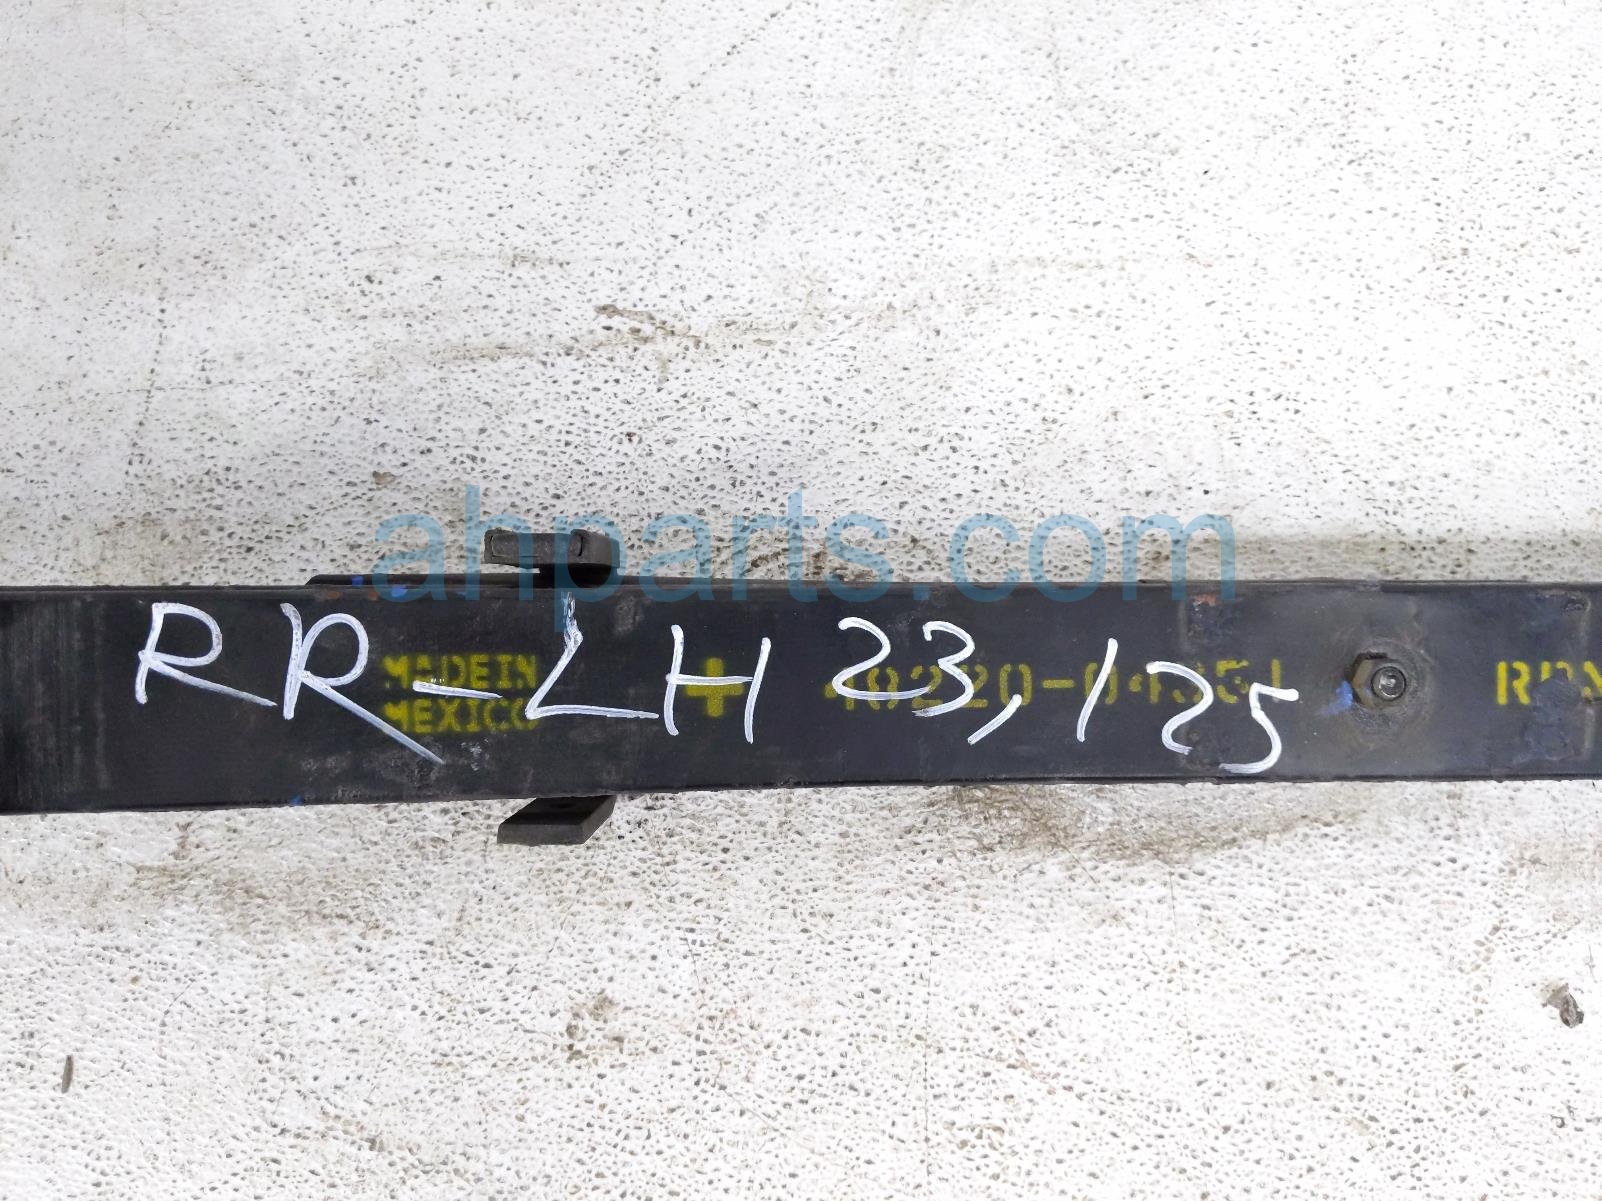 ahparts.com
RR-LH 23,125
MADE IN
MEXICO